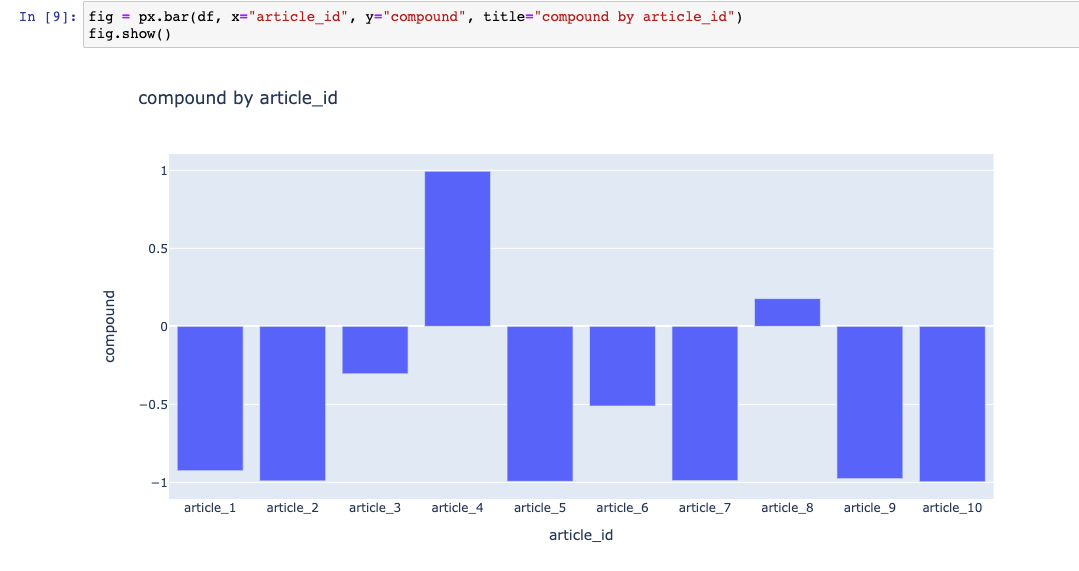 In [9]: fig = px.bar(df, x="article_id", y="compound", title="compound by article_id")
fig.show()
compound by article_id
1
0.5
0
−0.5
−1
compound
article_1 article_2 article_3 article_4 article_5 article_6 article_7 article_8 article_9 article_10
article_id